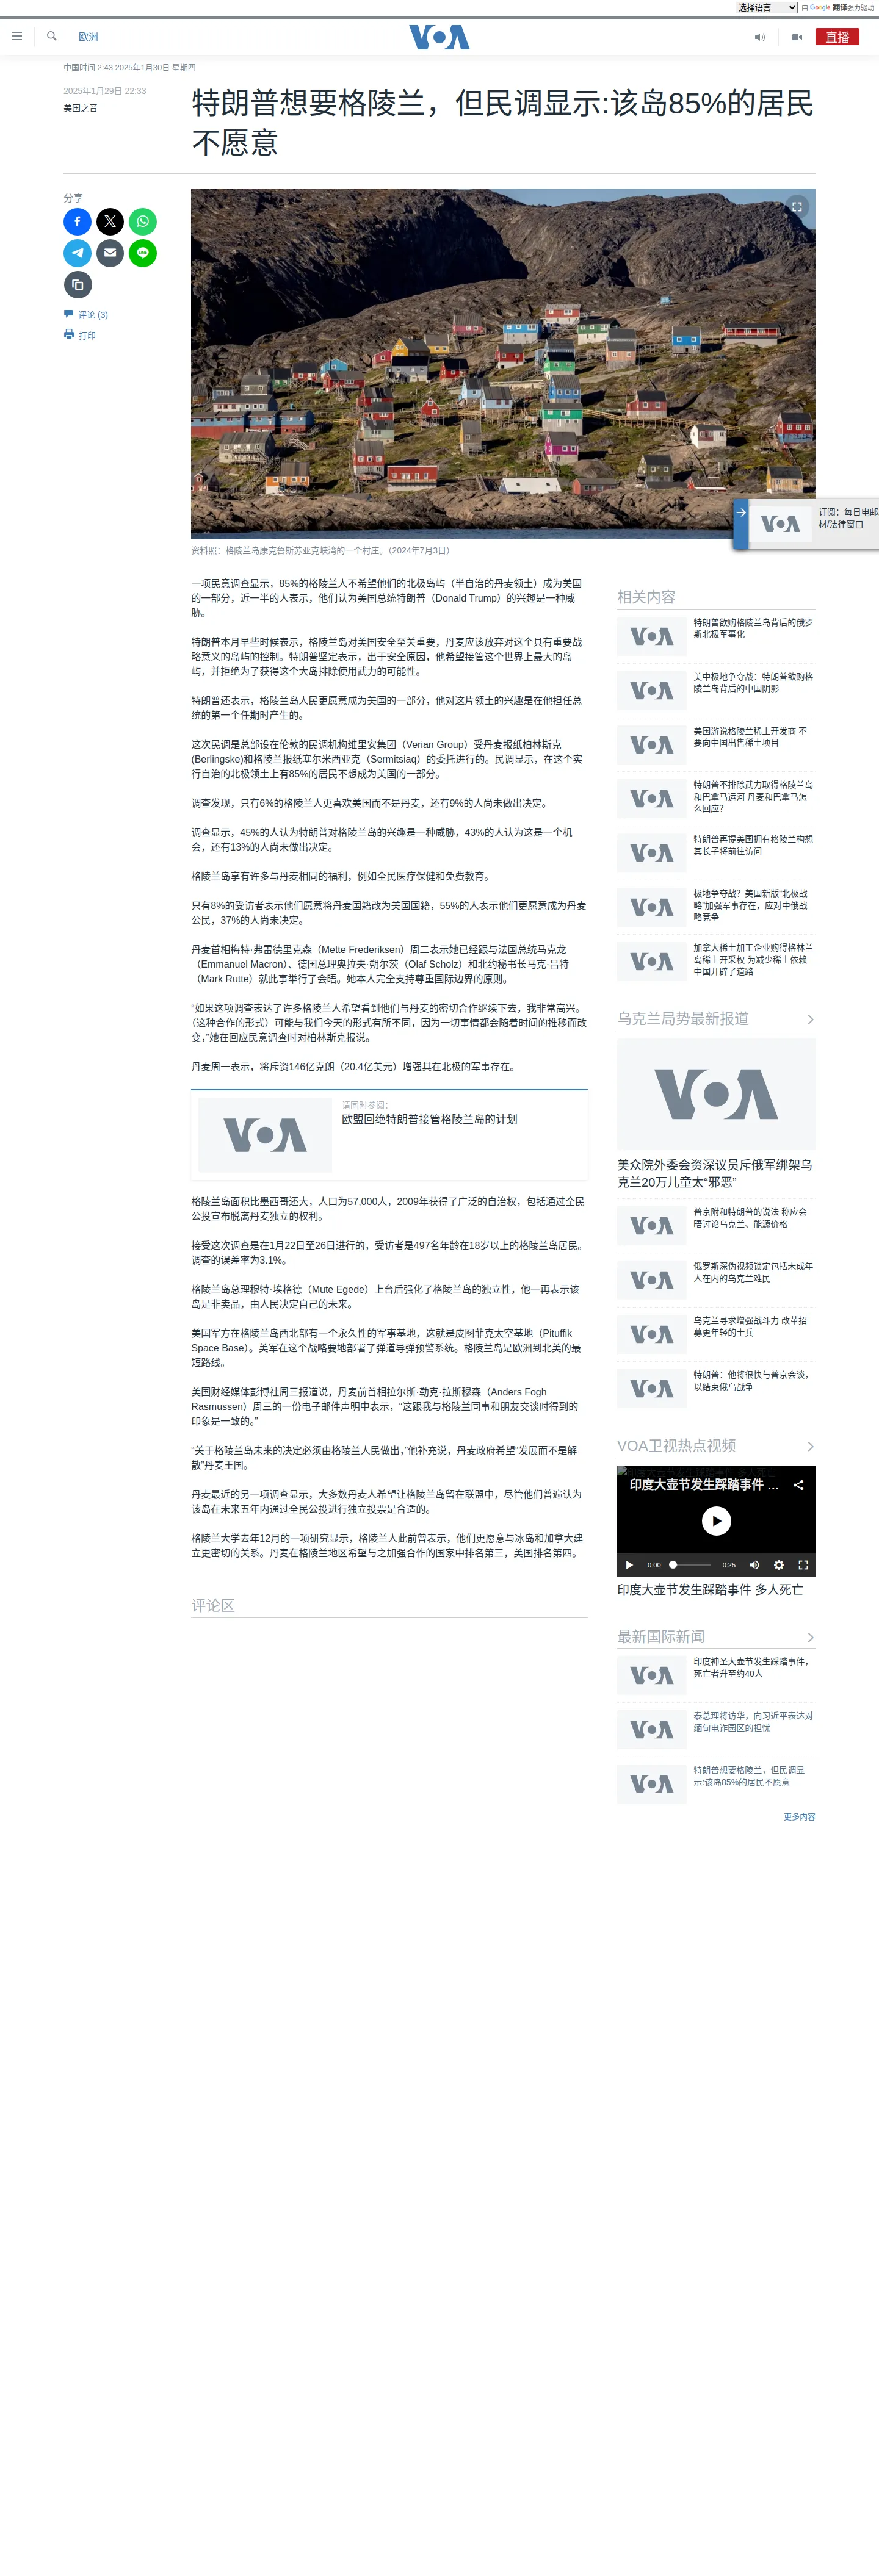 选择语言
由 Google 翻译强力驱动
欧洲
VOA
直播
中国时间 2:43 2025年1月30日 星期四
2025年1月29日 22:33
美国之音
特朗普想要格陵兰，但民调显示:该岛85%的居民
不愿意
分享
评论 (3)
打印
资料照：格陵兰岛康克鲁斯苏亚克峡湾的一个村庄。（2024年7月3日）
订阅：每日电邮
材/法律窗口
一项民意调查显示，85%的格陵兰人不希望他们的北极岛屿（半自治的丹麦领土）成为美国
的一部分，近一半的人表示，他们认为美国总统特朗普（Donald Trump）的兴趣是一种威
胁。
特朗普本月早些时候表示，格陵兰岛对美国安全至关重要，丹麦应该放弃对这个具有重要战
略意义的岛屿的控制。特朗普坚定表示，出于安全原因，他希望接管这个世界上最大的岛
屿，并拒绝为了获得这个大岛排除使用武力的可能性。
特朗普还表示，格陵兰岛人民更愿意成为美国的一部分，他对这片领土的兴趣是在他担任总
统的第一个任期时产生的。
这次民调是总部设在伦敦的民调机构维里安集团（Verian Group）受丹麦报纸柏林斯克
(Berlingske)和格陵兰报纸塞尔米西亚克（Sermitsiaq）的委托进行的。民调显示，在这个实
行自治的北极领土上有85%的居民不想成为美国的一部分。
调查发现，只有6%的格陵兰人更喜欢美国而不是丹麦，还有9%的人尚未做出决定。
调查显示，45%的人认为特朗普对格陵兰岛的兴趣是一种威胁，43%的人认为这是一个机
会，还有13%的人尚未做出决定。
格陵兰岛享有许多与丹麦相同的福利，例如全民医疗保健和免费教育。
只有8%的受访者表示他们愿意将丹麦国籍改为美国国籍，55%的人表示他们更愿意成为丹麦
公民，37%的人尚未决定。
丹麦首相梅特·弗雷德里克森（Mette Frederiksen）周二表示她已经跟与法国总统马克龙
（Emmanuel Macron）、德国总理奥拉夫·朔尔茨（Olaf Scholz）和北约秘书长马克·吕特
（Mark Rutte）就此事举行了会晤。她本人完全支持尊重国际边界的原则。
“如果这项调查表达了许多格陵兰人希望看到他们与丹麦的密切合作继续下去，我非常高兴。
（这种合作的形式）可能与我们今天的形式有所不同，因为一切事情都会随着时间的推移而改
变，”她在回应民意调查时对柏林斯克报说。
丹麦周一表示，将斥资146亿克朗（20.4亿美元）增强其在北极的军事存在。
VOA
请同时参阅：
欧盟回绝特朗普接管格陵兰岛的计划
格陵兰岛面积比墨西哥还大，人口为57,000人，2009年获得了广泛的自治权，包括通过全民
公投宣布脱离丹麦独立的权利。
接受这次调查是在1月22日至26日进行的，受访者是497名年龄在18岁以上的格陵兰岛居民。
调查的误差率为3.1%。
格陵兰岛总理穆特·埃格德（Mute Egede）上台后强化了格陵兰岛的独立性，他一再表示该
岛是非卖品，由人民决定自己的未来。
美国军方在格陵兰岛西北部有一个永久性的军事基地，这就是皮图菲克太空基地（Pituffik
Space Base）。美军在这个战略要地部署了弹道导弹预警系统。格陵兰岛是欧洲到北美的最
短路线。
美国财经媒体彭博社周三报道说，丹麦前首相拉尔斯·勒克·拉斯穆森（Anders Fogh
Rasmussen）周三的一份电子邮件声明中表示，“这跟我与格陵兰同事和朋友交谈时得到的
印象是一致的。”
“关于格陵兰岛未来的决定必须由格陵兰人民做出，”他补充说，丹麦政府希望“发展而不是解
散”丹麦王国。
丹麦最近的另一项调查显示，大多数丹麦人希望让格陵兰岛留在联盟中，尽管他们普遍认为
该岛在未来五年内通过全民公投进行独立投票是合适的。
格陵兰大学去年12月的一项研究显示，格陵兰人此前曾表示，他们更愿意与冰岛和加拿大建
立更密切的关系。丹麦在格陵兰地区希望与之加强合作的国家中排名第三，美国排名第四。
评论区
相关内容
特朗普欲购格陵兰岛背后的俄罗
斯北极军事化
美中极地争夺战：特朗普欲购格
陵兰岛背后的中国阴影
美国游说格陵兰稀土开发商 不
要向中国出售稀土项目
特朗普不排除武力取得格陵兰岛
和巴拿马运河 丹麦和巴拿马怎
么回应？
特朗普再提美国拥有格陵兰构想
其长子将前往访问
极地争夺战？美国新版“北极战
略”加强军事存在，应对中俄战
略竞争
加拿大稀土加工企业购得格林兰
岛稀土开采权 为减少稀土依赖
中国开辟了道路
乌克兰局势最新报道
VOA
美众院外委会资深议员斥俄军绑架乌
克兰20万儿童太“邪恶”
普京附和特朗普的说法 称应会
晤讨论乌克兰、能源价格
俄罗斯深伪视频锁定包括未成年
人在内的乌克兰难民
乌克兰寻求增强战斗力 改革招
募更年轻的士兵
特朗普：他将很快与普京会谈，
以结束俄乌战争
VOA卫视热点视频
印度大壶节发生踩踏事件 ...
0:00
0:25
印度大壶节发生踩踏事件 多人死亡
最新国际新闻
印度神圣大壶节发生踩踏事件，
死亡者升至约40人
泰总理将访华，向习近平表达对
缅甸电诈园区的担忧
特朗普想要格陵兰，但民调显
示:该岛85%的居民不愿意
更多内容